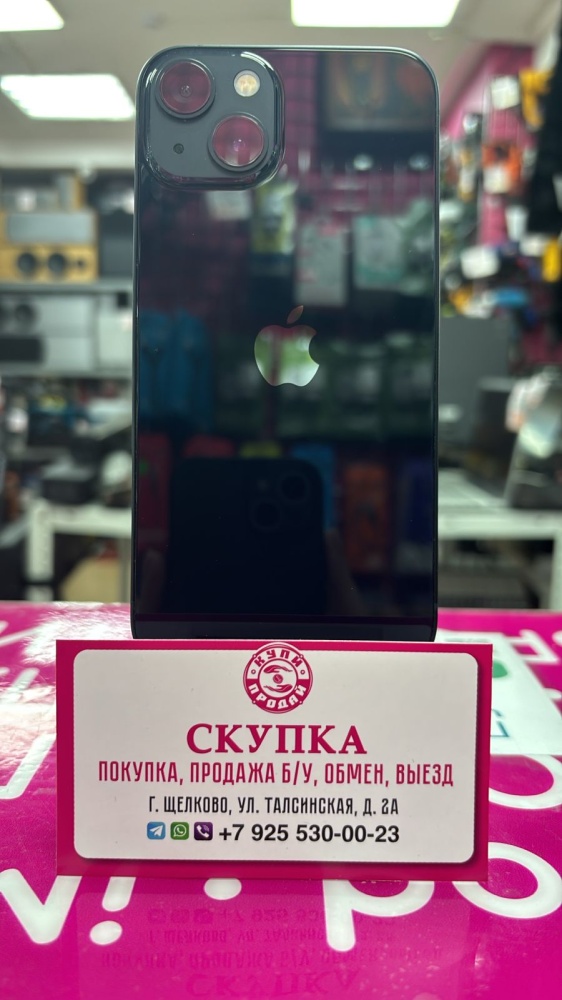 КУПИ
ПРОДАЙ
СКУПКА
ПОКУПКА, ПРОДАЖА Б/У, ОБМЕН, ВЫЕЗД
Г. ЩЕЛКОВО, УЛ. ТАЛСИНСКАЯ, Д. 2А
+7 925 530-00-23